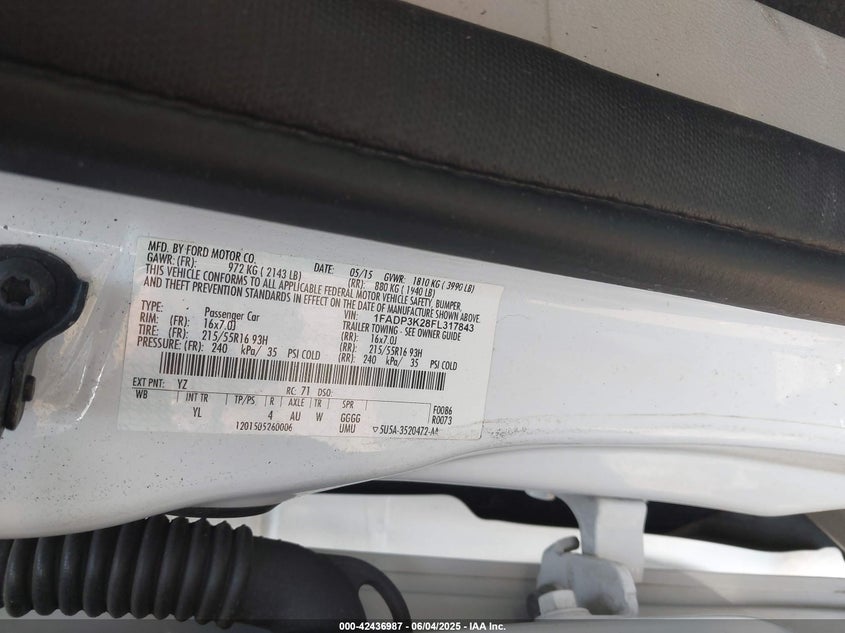 MFD. BY FORD MOTOR CO.
DATE: 05/15 GVWR: 1810 KG ( 3990 LB)
GAWR: (FR): 972 KG ( 2143 LB) (RR): 880 KG ( 1940 LB)
THIS VEHICLE CONFORMS TO ALL APPLICABLE FEDERAL MOTOR VEHICLE SAFETY, BUMPER
AND THEFT PREVENTION STANDARDS IN EFFECT ON THE DATE OF MANUFACTURE SHOWN ABOVE
VIN: 1FADP3K28FL317843
TYPE: Passenger Car TRAILER TOWING - SEE OWNER GUIDE
RIM: (FR): 16x7.0J (RR): 16x7.0J
TIRE: (FR): 215/55R16 93H (RR): 215/55R16 93H
PRESSURE: (FR): 240 kPa/ 35 PSI COLD (RR): 240 kPa/ 35 PSI COLD
EXT PNT: YZ RC: 71 DSO:
WB INT TR TP/PS R AXLE TR SPR F0086
YL 4 AU W GGGG R0073
1201505260006 UMU ▽5U5A-3520472-AA
000-42436987 | 06/04/2025 - IAA Inc.